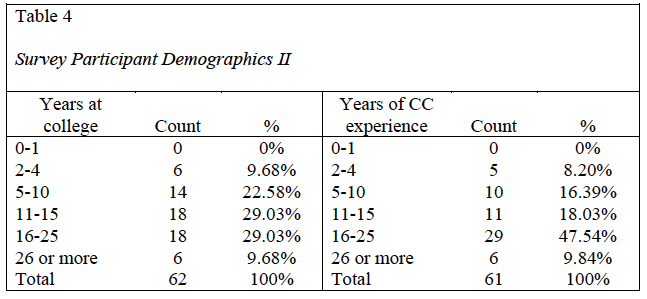 Table 4
Survey Participant Demographics II
Years at college Count % Years of CC experience Count %
0-1 0 0% 0-1 0 0%
2-4 6 9.68% 2-4 5 8.20%
5-10 14 22.58% 5-10 10 16.39%
11-15 18 29.03% 11-15 11 18.03%
16-25 18 29.03% 16-25 29 47.54%
26 or more 6 9.68% 26 or more 6 9.84%
Total 62 100% Total 61 100%